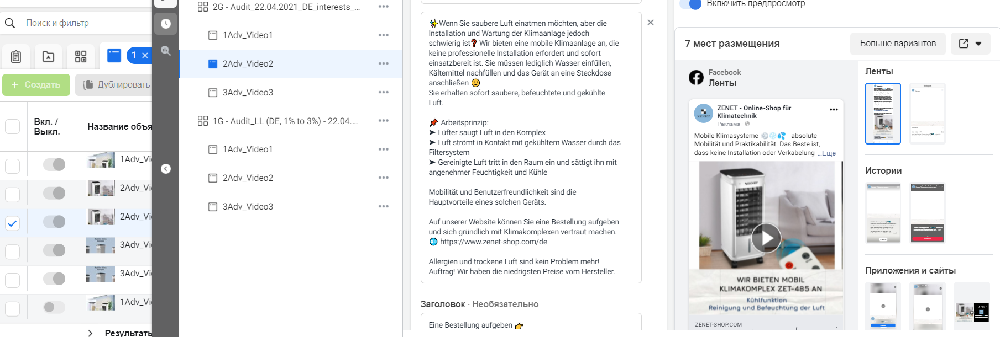 Поиск и фильтр
1
Создать
Дублировать
Вкл. /
Выкл.
Название объя
1Adv_Vi
2Adv_Vi
2Adv_Vi
3Adv_Vi
3Adv_Vi
1Adv_Vi
Результать
2G - Audit_22.04.2021_DE_interests_...
1Adv_Video1
2Adv_Video2
3Adv_Video3
1G - Audit_LL (DE, 1% to 3%) - 22.04....
1Adv_Video1
2Adv_Video2
3Adv_Video3
✨Wenn Sie saubere Luft einatmen möchten, aber die
Installation und Wartung der Klimaanlage jedoch
schwierig ist❓ Wir bieten eine mobile Klimaanlage an, die
keine professionelle Installation erfordert und sofort
einsatzbereit ist. Sie müssen lediglich Wasser einfüllen,
Kältemittel nachfüllen und das Gerät an eine Steckdose
anschließen 🙂
Sie erhalten sofort saubere, befeuchtete und gekühlte
Luft.
📌 Arbeitsprinzip:
➤ Lüfter saugt Luft in den Komplex
➤ Luft strömt in Kontakt mit gekühltem Wasser durch das
Filtersystem
➤ Gereinigte Luft tritt in den Raum ein und sättigt ihn mit
angenehmer Feuchtigkeit und Kühle
Mobilität und Benutzerfreundlichkeit sind die
Hauptvorteile eines solchen Geräts.
Auf unserer Website können Sie eine Bestellung aufgeben
und sich gründlich mit Klimakomplexen vertraut machen.
🌐 https://www.zenet-shop.com/de
Allergien und trockene Luft sind kein Problem mehr!
Auftrag! Wir haben die niedrigsten Preise vom Hersteller.
Заголовок · Необязательно
Eine Bestellung aufgeben 👉
Включить предпросмотр
7 мест размещения
Больше вариантов
Facebook
Ленты
ZENET
ZENET - Online-Shop für
Klimatechnik
Реклама ·
Mobile Klimasysteme 💨❄️💦 - absolute
Mobilität und Praktikabilität. Das Beste ist,
dass keine Installation oder Verkabelung ...Ещё
ZENET
WIR BIETEN MOBIL
KLIMAKOMPLEX ZET-485 AN
Kühlfunktion
Reinigung und Befeuchtung der Luft
ZENET-SHOP.COM
Ленты
Истории
Приложения и сайты